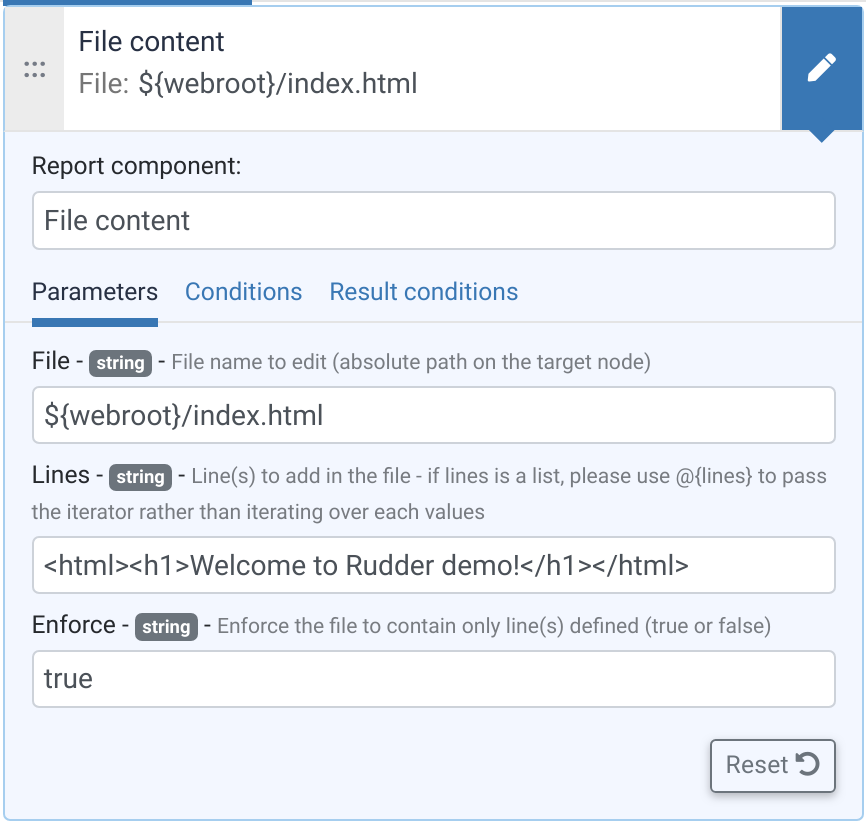 File content
File: ${webroot}/index.html
Report component:
File content
Parameters Conditions Result conditions
File - string - File name to edit (absolute path on the target node)
${webroot}/index.html
Lines - string - Line(s) to add in the file - if lines is a list, please use @{lines} to pass
the iterator rather than iterating over each values
<html><h1>Welcome to Rudder demo!</h1></html>
Enforce - string - Enforce the file to contain only line(s) defined (true or false)
true
Reset